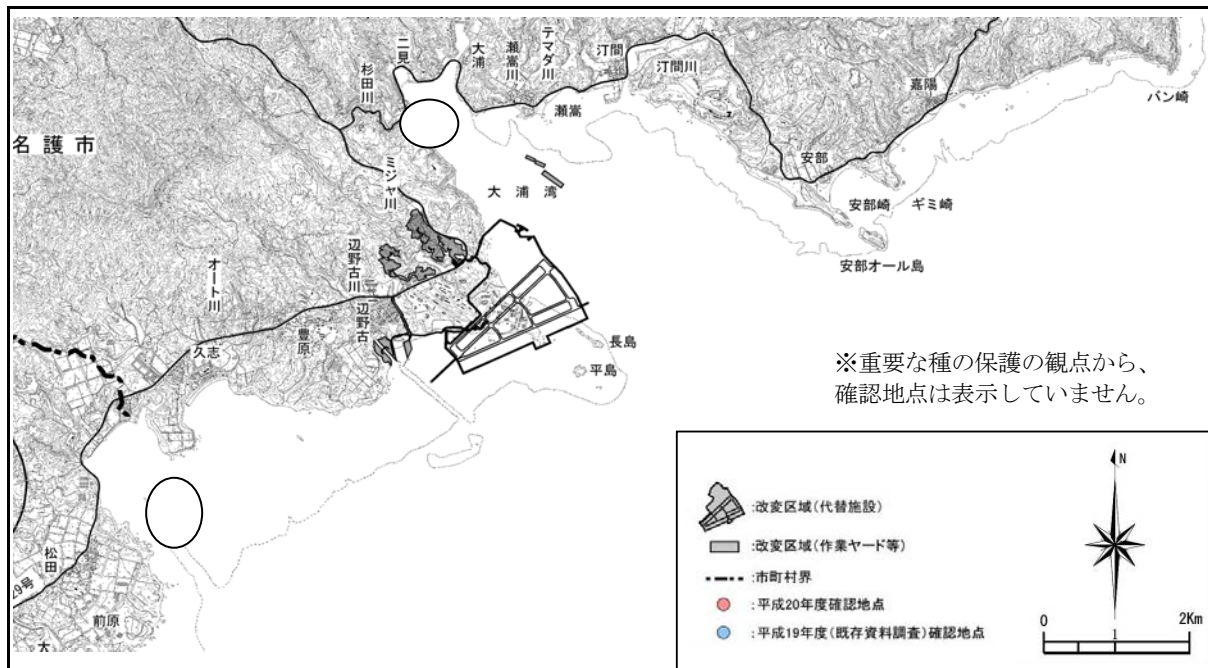 名護市
杉田川
二見
大浦
瀬嵩川
テマダ川
汀間
汀間川
瀬嵩
嘉陽
バン崎
安部
安部崎
ギミ崎
安部オール島
大浦湾
ミジャ川
辺野古川
辺野古
オート川
久志
豊原
長島
平島
※重要な種の保護の観点から、
確認地点は表示していません。
松田
29号
前原
大
:改変区域(代替施設)
:改変区域(作業ヤード等)
:市町村界
:平成20年度確認地点
:平成19年度(既存資料調査)確認地点
N
0 1 2Km